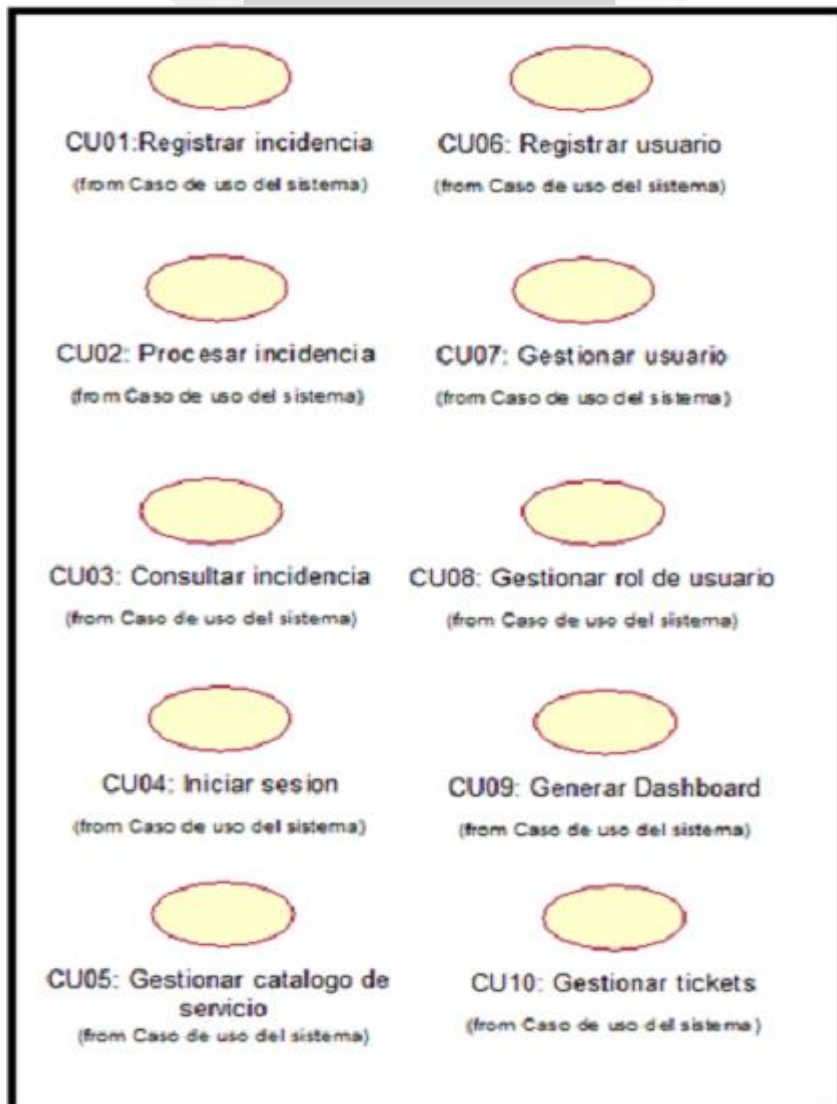 CU01:Registrar incidencia
(from Caso de uso del sistema)
CU06: Registrar usuario
(from Caso de uso del sistema)
CU02: Procesar incidencia
(from Caso de uso del sistema)
CU07: Gestionar usuario
(from Caso de uso del sistema)
CU03: Consultar incidencia
(from Caso de uso del sistema)
CU08: Gestionar rol de usuario
(from Caso de uso del sistema)
CU04: Iniciar sesion
(from Caso de uso del sistema)
CU09: Generar Dashboard
(from Caso de uso del sistema)
CU05: Gestionar catalogo de
servicio
(from Caso de uso del sistema)
CU10: Gestionar tickets
(from Caso de uso del sistema)